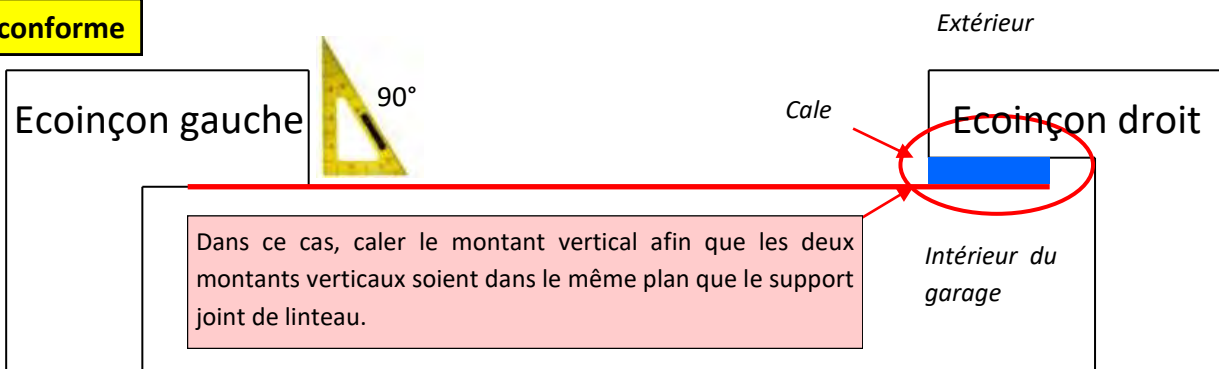 conforme
Extérieur
90°
Ecoinçon gauche
Cale
Ecoinçon droit
Dans ce cas, caler le montant vertical afin que les deux
montants verticaux soient dans le même plan que le support
joint de linteau.
Intérieur du
garage